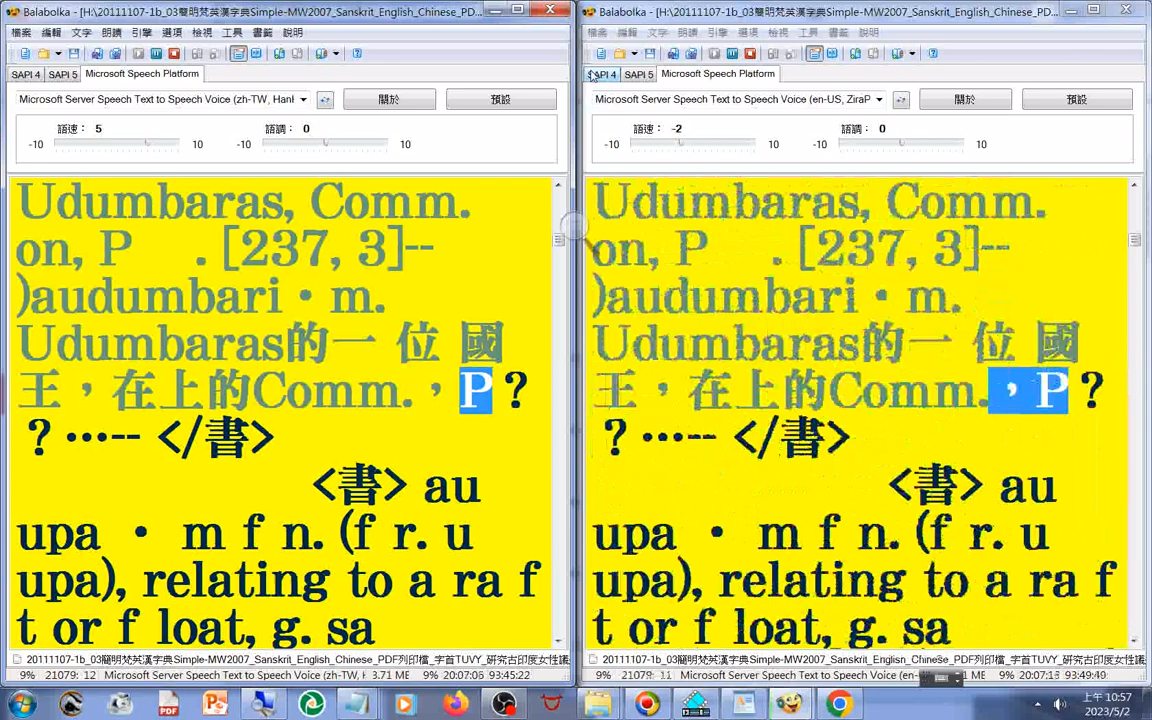 Balabolka - [H:\20111107-1b_03簡明梵英漢字典Simple-MW2007_Sanskrit_English_Chinese_PD...
檔案 編輯 文字 朗讀 引擎 選項 檢視 工具 書籤 說明
SAPI 4 SAPI 5 Microsoft Speech Platform
Microsoft Server Speech Text to Speech Voice (zh-TW, Hanl 關於 預設
語速： 5 語調： 0
-10 10 -10 10
Udumbaras, Comm.
on, P . [237, 3]--
)audumbari • m.
Udumbaras的一 位 國
王，在上的Comm.，P？
？…-- </書>
<書> au
upa • m f n. (f r. u
upa), relating to a ra f
t or f loat, g. sa
20111107-1b_03簡明梵英漢字典Simple-MW2007_Sanskrit_English_Chinese_PDF列印檔_字首TUVY_研究古印度女性議
9% 21079: 12 Microsoft Server Speech Text to Speech Voice (zh-TW, H 3.71 ME 9% 20:07:06 93:45:22
Balabolka - [H:\20111107-1b_03簡明梵英漢字典Simple-MW2007_Sanskrit_English_Chinese_PD...
檔案 編輯 文字 朗讀 引擎 選項 檢視 工具 書籤 說明
SAPI 4 SAPI 5 Microsoft Speech Platform
Microsoft Server Speech Text to Speech Voice (en-US, ZiraP 關於 預設
語速： -2 語調： 0
-10 10 -10 10
Udumbaras, Comm.
on, P . [237, 3]--
)audumbari • m.
Udumbaras的一 位 國
王，在上的Comm.，P？
？…-- </書>
<書> au
upa • m f n. (f r. u
upa), relating to a ra f
t or f loat, g. sa
20111107-1b_03簡明梵英漢字典Simple-MW2007_Sanskrit_English_Chinese_PDF列印檔_字首TUVY_研究古印度女性議
9% 21079: 11 Microsoft Server Speech Text to Speech Voice (en-US 9% 20:07:13 93:49:49
上午 10:57
2023/5/2